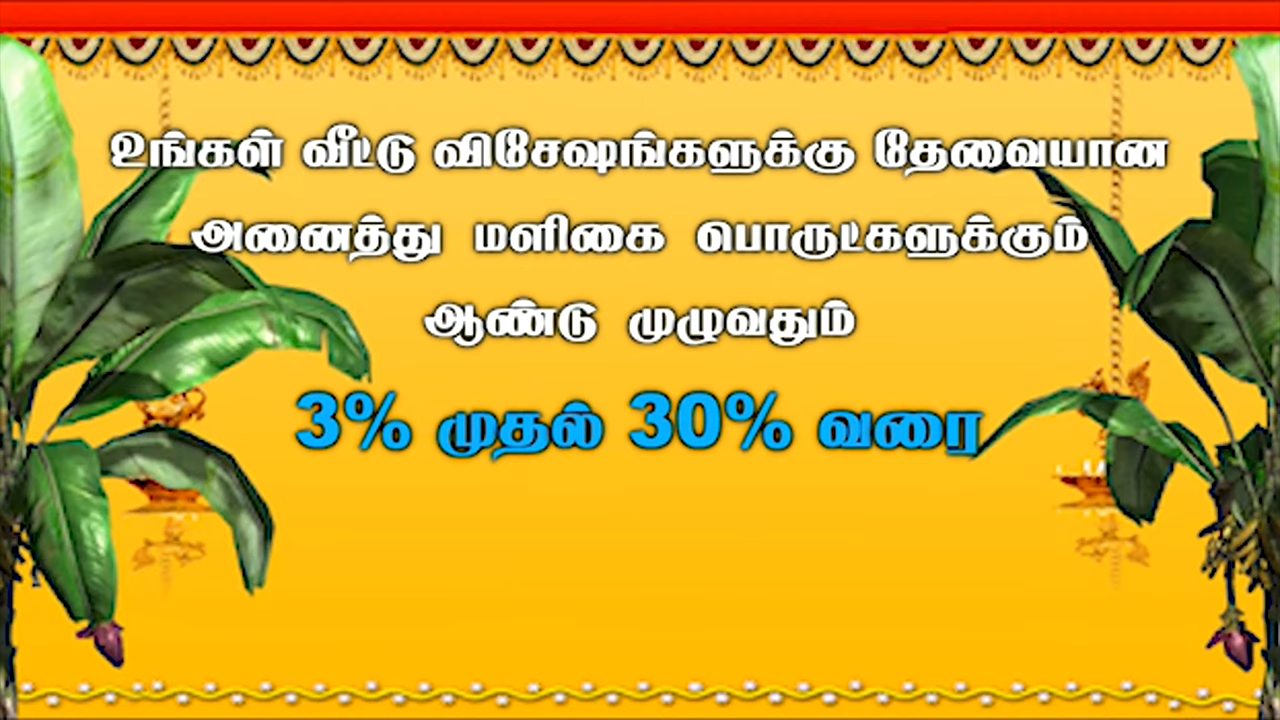 உங்கள் வீட்டு விசேஷங்களுக்கு தேவையான
அனைத்து மளிகை பொருட்களுக்கும்
ஆண்டு முழுவதும்
3% முதல் 30% வரை